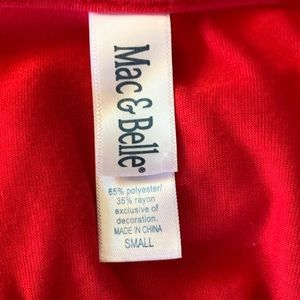 Mac & Belle®
65% polyester/
35% rayon
exclusive of
decoration.
MADE IN CHINA
SMALL